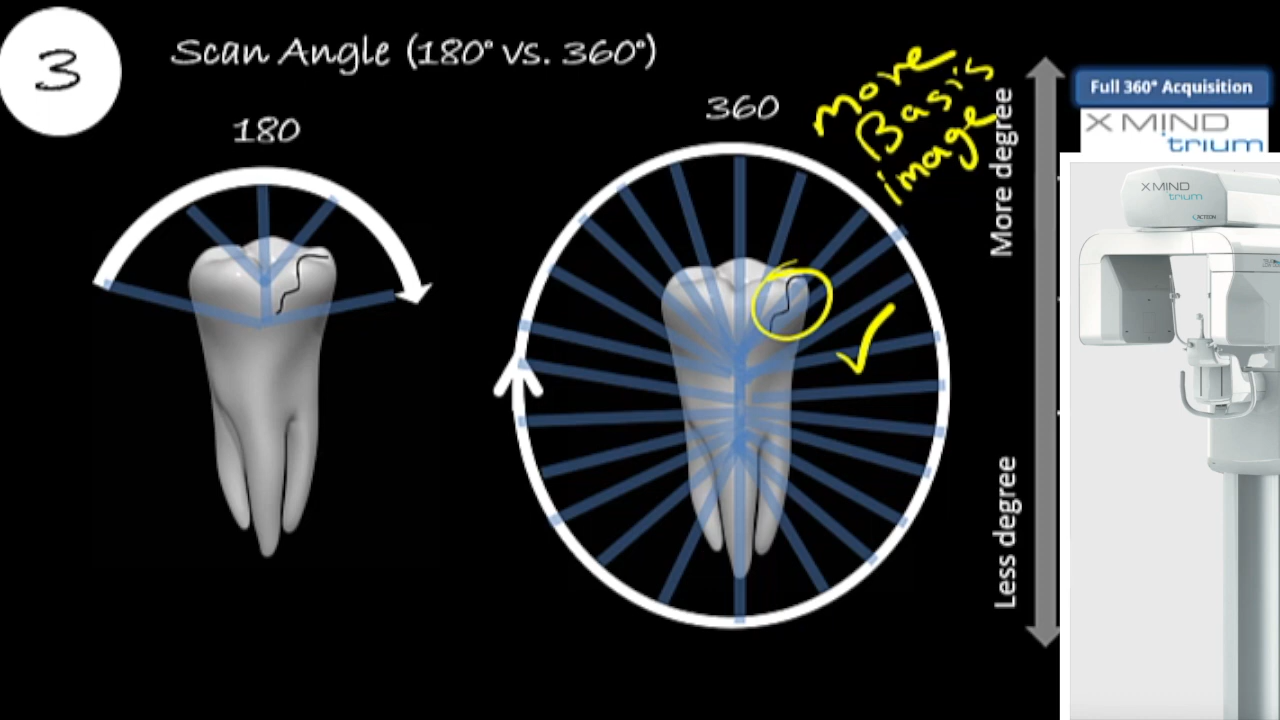 3
Scan Angle (180° vs. 360°)
180
360
more
Basis
image
More degree
Less degree
Full 360° Acquisition
X MIND
trium
X MIND
trium
ACTEON